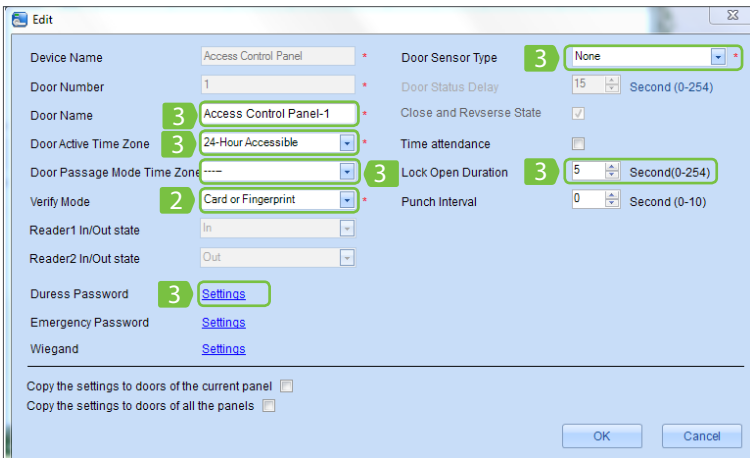 Edit
Device Name Access Control Panel *
Door Number 1 *
Door Name 3 Access Control Panel-1 *
Door Active Time Zone 3 24-Hour Accessible *
Door Passage Mode Time Zone ----- 3
Verify Mode 2 Card or Fingerprint *
Reader1 In/Out state In
Reader2 In/Out state Out
Duress Password 3 Settings
Emergency Password Settings
Wiegand Settings
Door Sensor Type 3 None *
Door Status Delay 15 Second (0-254)
Close and Revserse State
Time attendance
Lock Open Duration 3 5 Second(0-254)
Punch Interval 0 Second (0-10)
Copy the settings to doors of the current panel
Copy the settings to doors of all the panels
OK Cancel